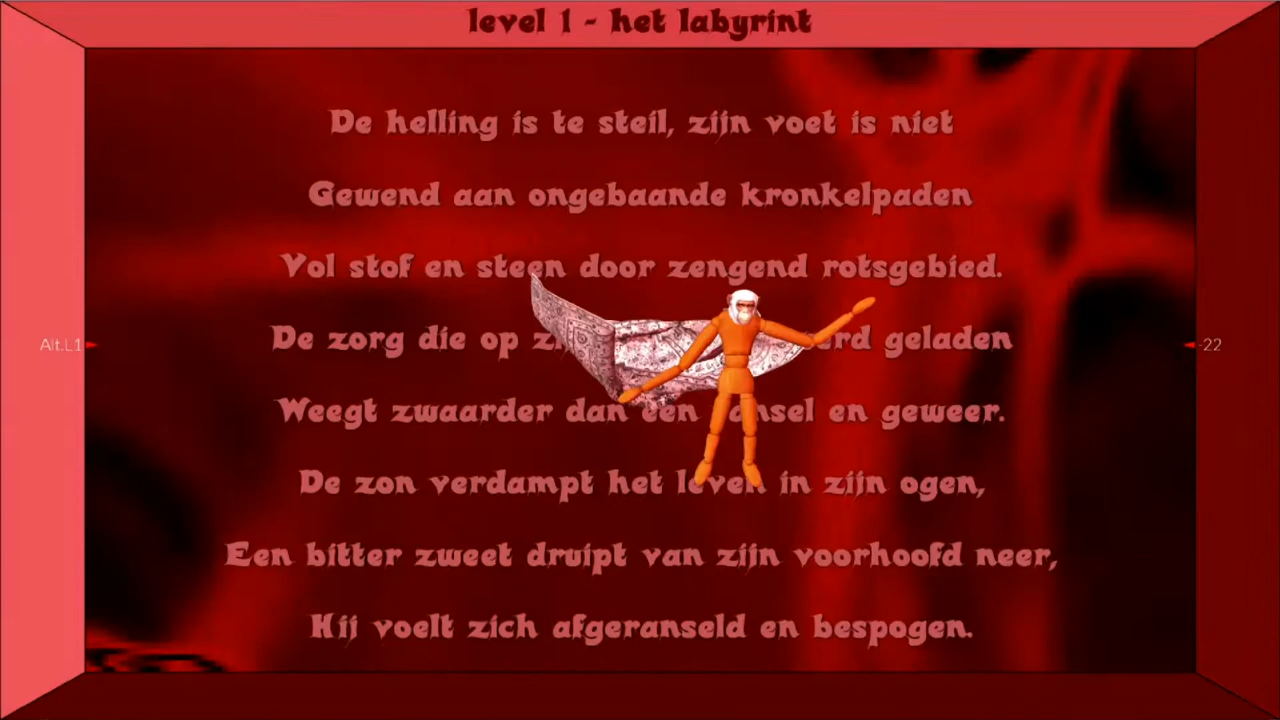 level 1 - het labyrint
De helling is te steil, zijn voet is niet
Gewend aan ongebaande kronkelpaden
Vol stof en steen door zengend rotsgebied.
De zorg die op geladen
Weegt zwaarder dan een en geweer.
De zon verdampt het leven in zijn ogen,
Een bitter zweet druipt van zijn voorhoofd neer,
Hij voelt zich afgeranseld en bespogen.
Alt.L1
-22